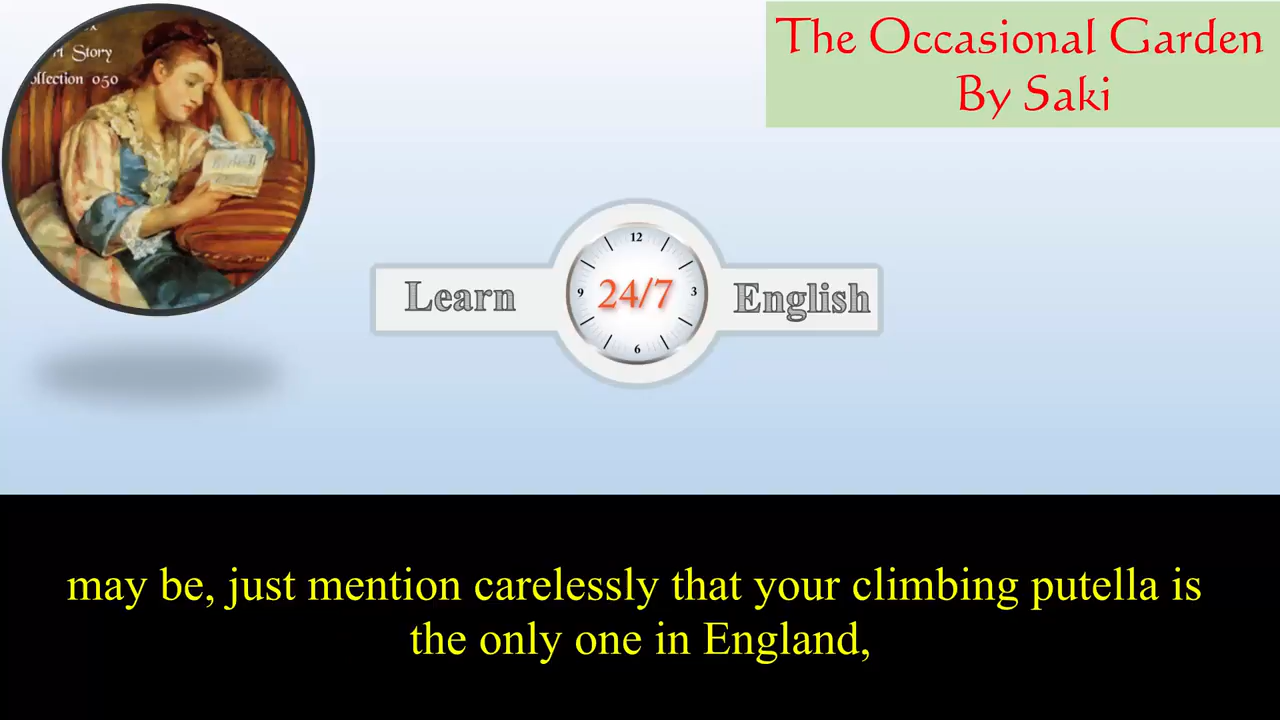 Story
ollection 050
The Occasional Garden
By Saki
Learn 24/7 English
12
9
3
6
may be, just mention carelessly that your climbing putella is
the only one in England,